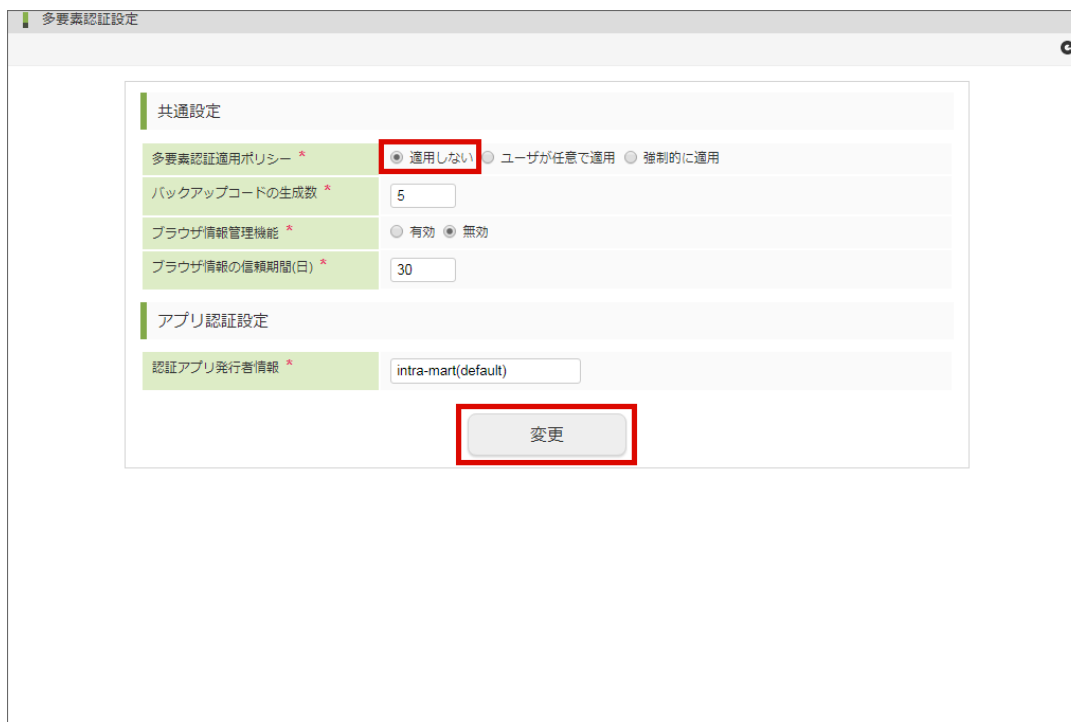 多要素認証設定
共通設定
多要素認証適用ポリシー * 適用しない ユーザが任意で適用 強制的に適用
バックアップコードの生成数 * 5
ブラウザ情報管理機能 * 有効 無効
ブラウザ情報の信頼期間(日) * 30
アプリ認証設定
認証アプリ発行者情報 * intra-mart(default)
変更